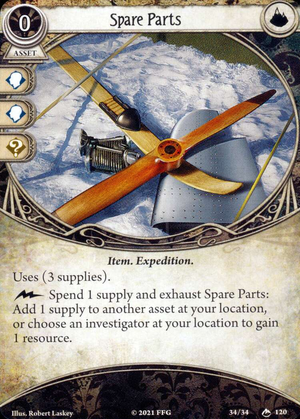 0
Spare Parts
ASSET
Item. Expedition.
Uses (3 supplies).
Spend 1 supply and exhaust Spare Parts:
Add 1 supply to another asset at your location,
or choose an investigator at your location to gain
1 resource.
Illus. Robert Laskey
© 2021 FFG
34/34
120